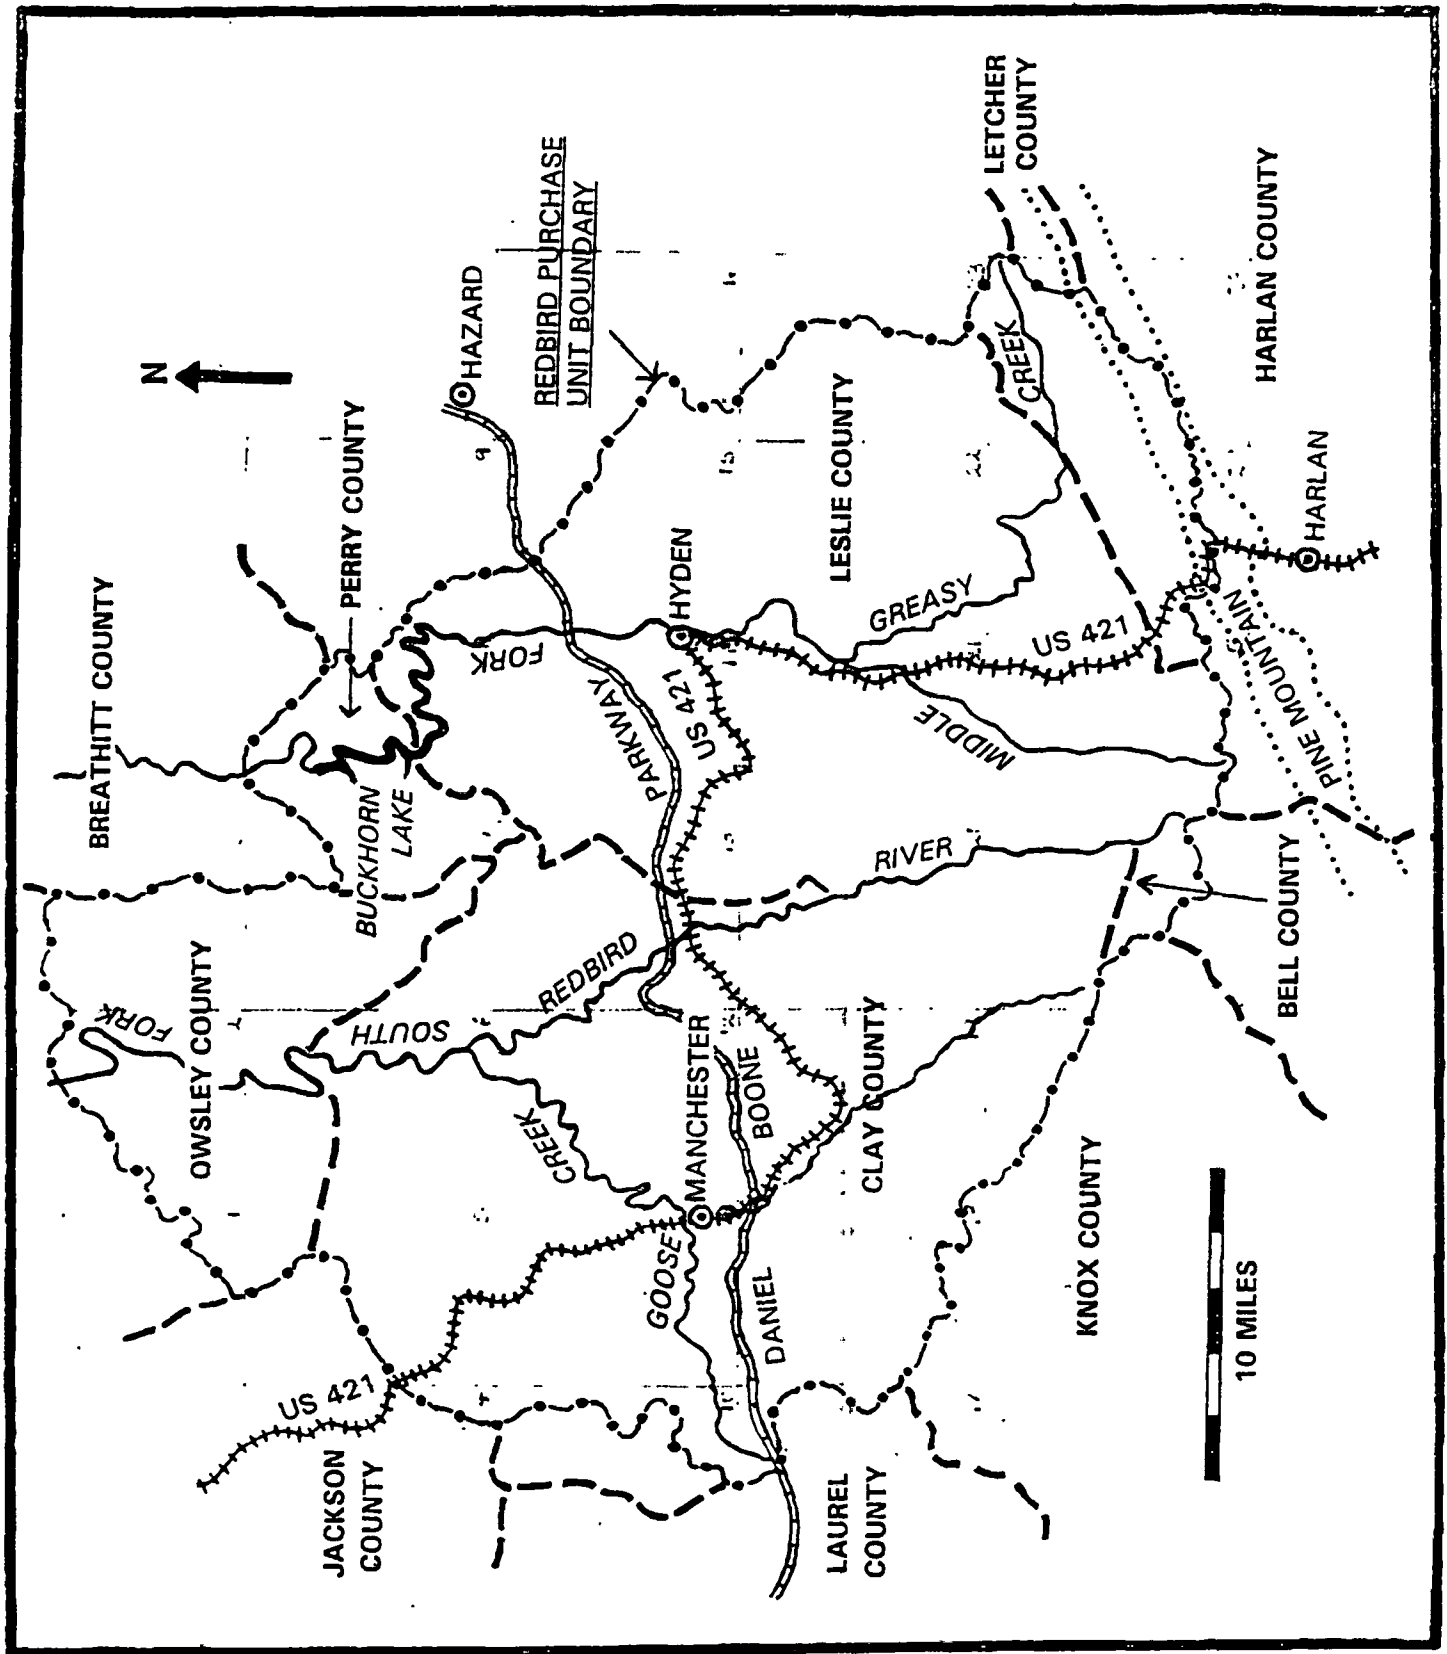 N
BREATHITT COUNTY
PERRY COUNTY
HAZARD
REDBIRD PURCHASE
UNIT BOUNDARY
BUCKHORN
LAKE
FORK
OWSLEY COUNTY
FORK
SOUTH
REDBIRD
PARKWAY
US 421
HYDEN
LESLIE COUNTY
LETCHER
COUNTY
CREEK
GREASY
US 421
MIDDLE
RIVER
JACKSON
COUNTY
US 421
CREEK
GOOSE
MANCHESTER
BOONE
DANIEL
CLAY COUNTY
LAUREL
COUNTY
KNOX COUNTY
BELL COUNTY
PINE MOUNTAIN
HARLAN
HARLAN COUNTY
10 MILES